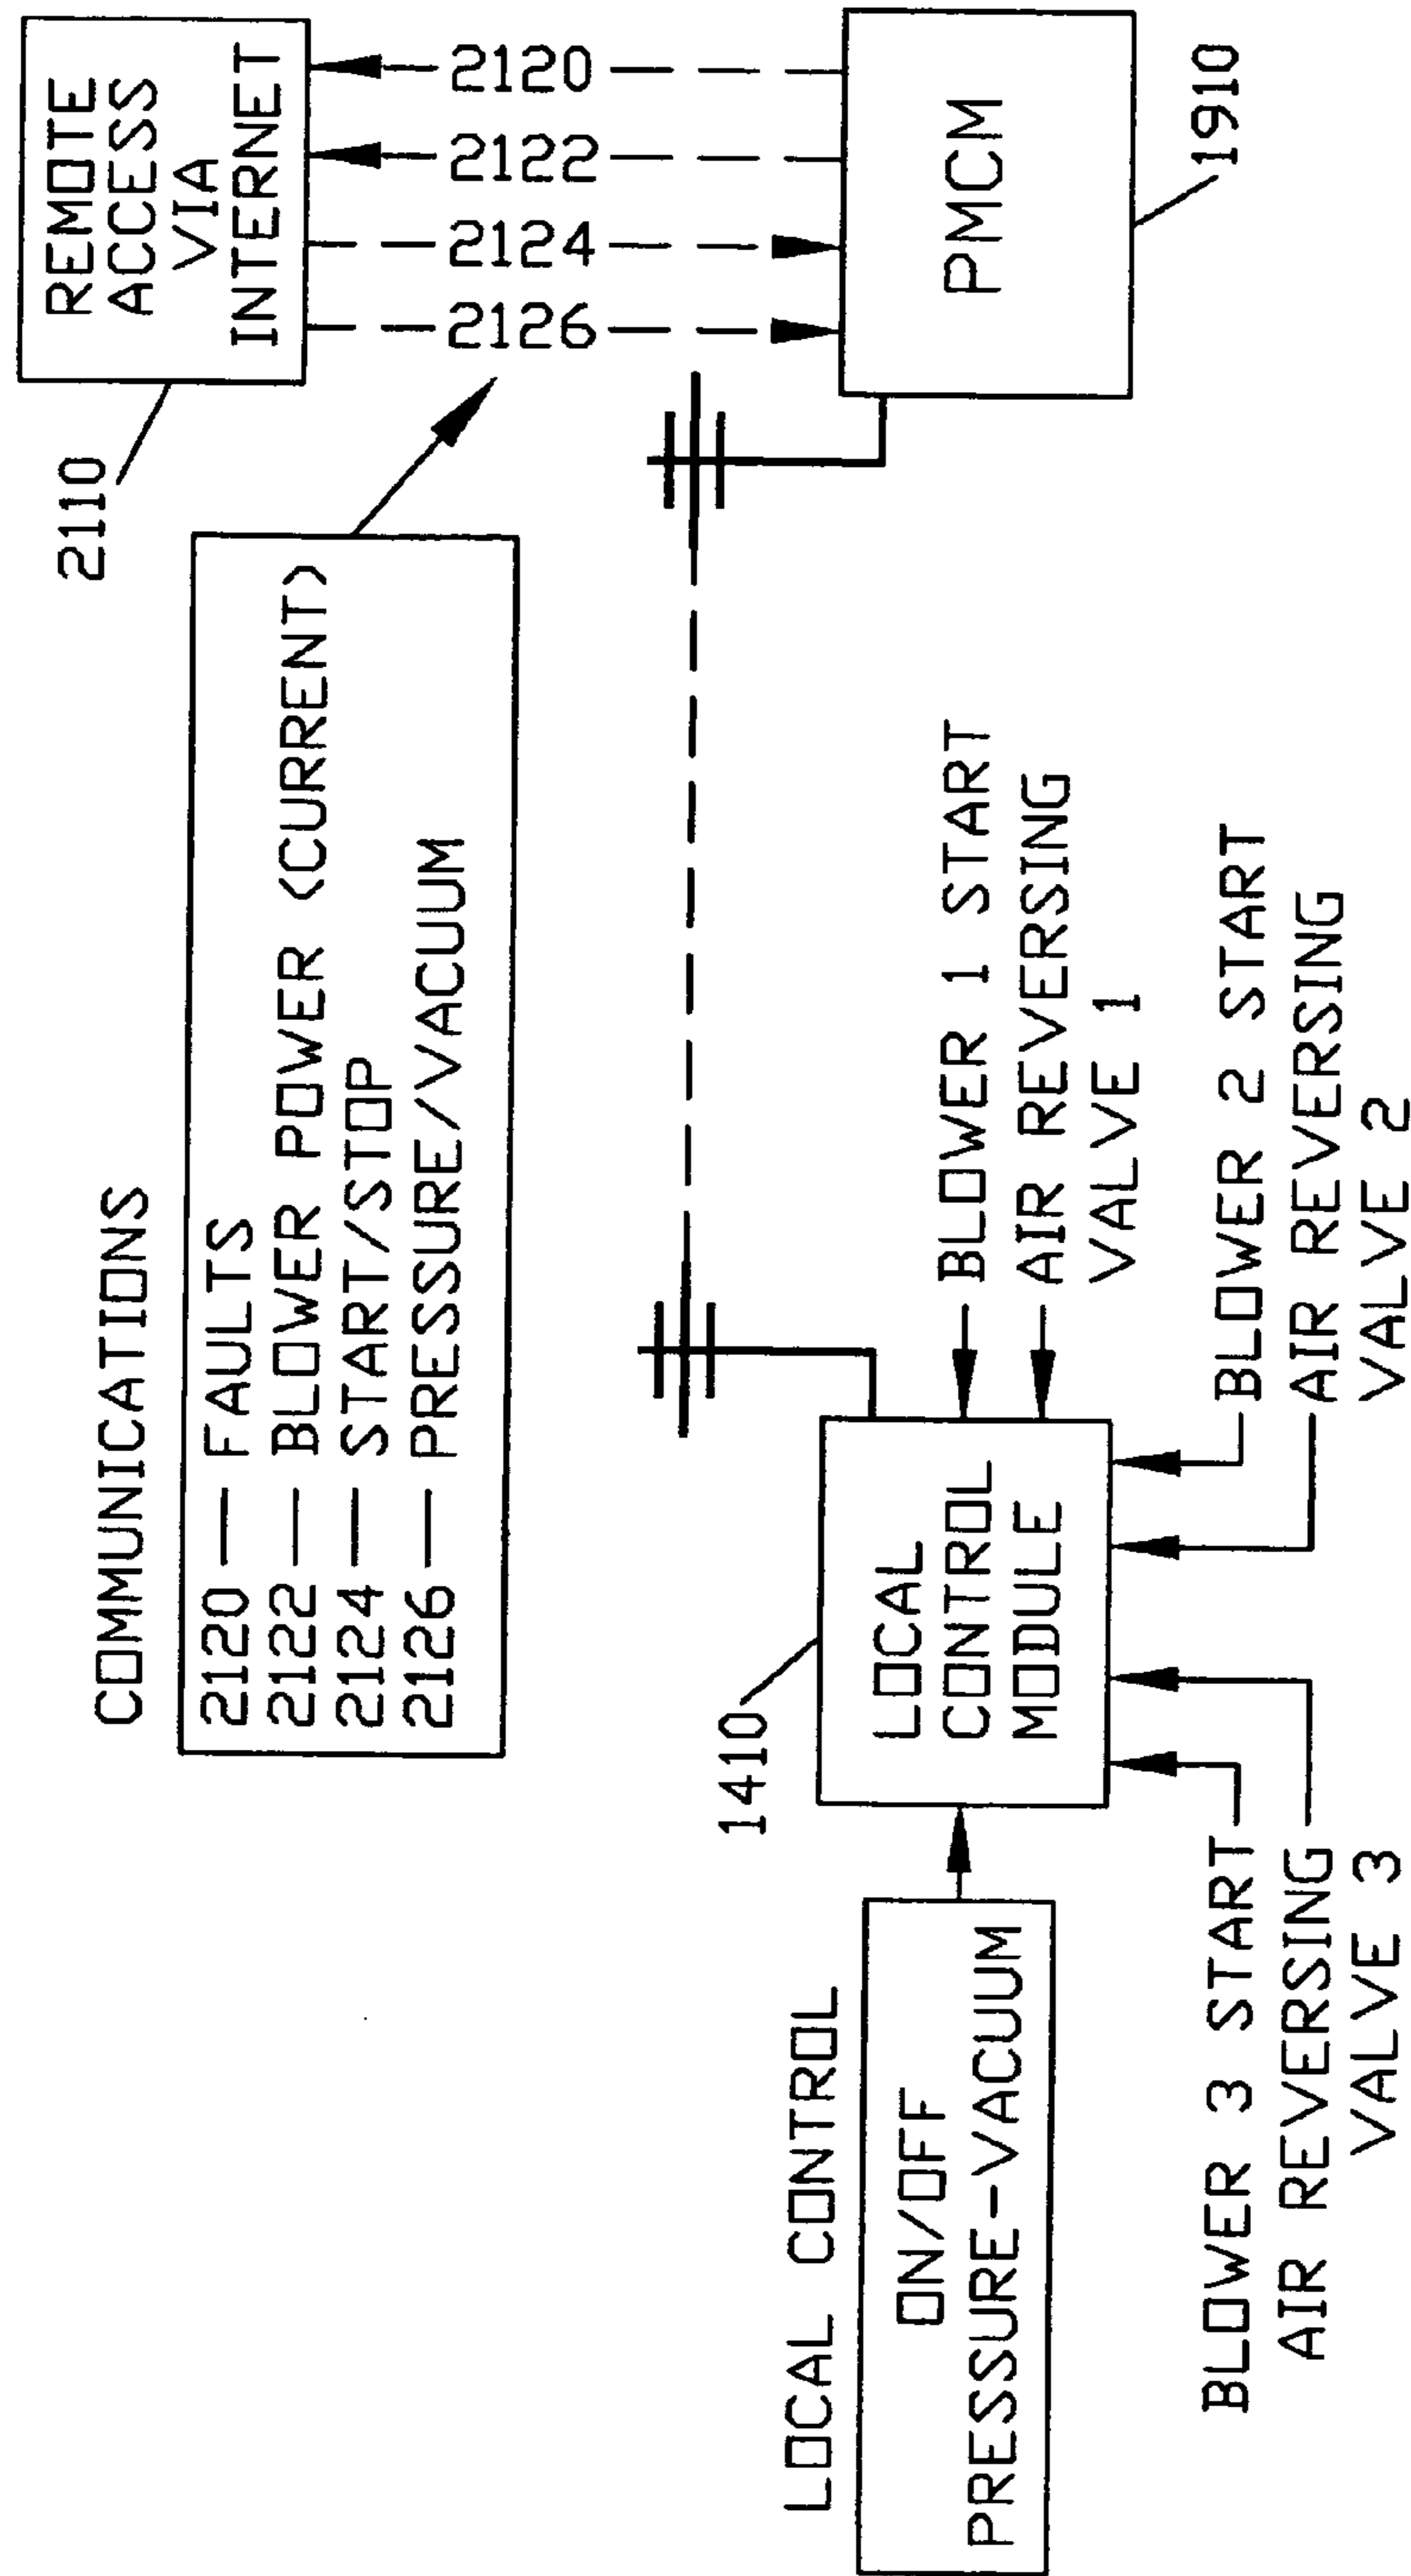 COMMUNICATIONS
2120 — FAULTS
2122 — BLOWER POWER (CURRENT)
2124 — START/STOP
2126 — PRESSURE/VACUUM
2110
REMOTE
ACCESS
VIA
INTERNET
2126
2124
2122
2120
PMCM
1910
LOCAL CONTROL
ON/OFF
PRESSURE-VACUUM
1410
LOCAL
CONTROL
MODULE
BLOWER 1 START
AIR REVERSING
VALVE 1
BLOWER 2 START
AIR REVERSING
VALVE 2
BLOWER 3 START
AIR REVERSING
VALVE 3